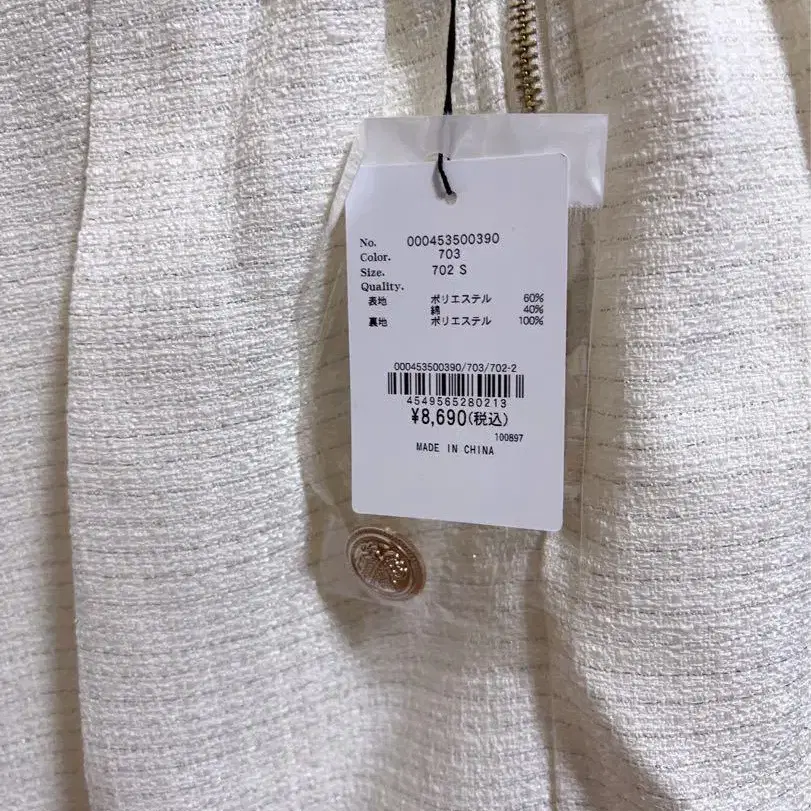 No. 000453500390
Color. 703
Size. 702 S
Quality.
表地 ポリエステル 60%
綿 40%
裏地 ポリエステル 100%
000453500390/703/702-2
4549565280213
¥8,690(税込)
100897
MADE IN CHINA